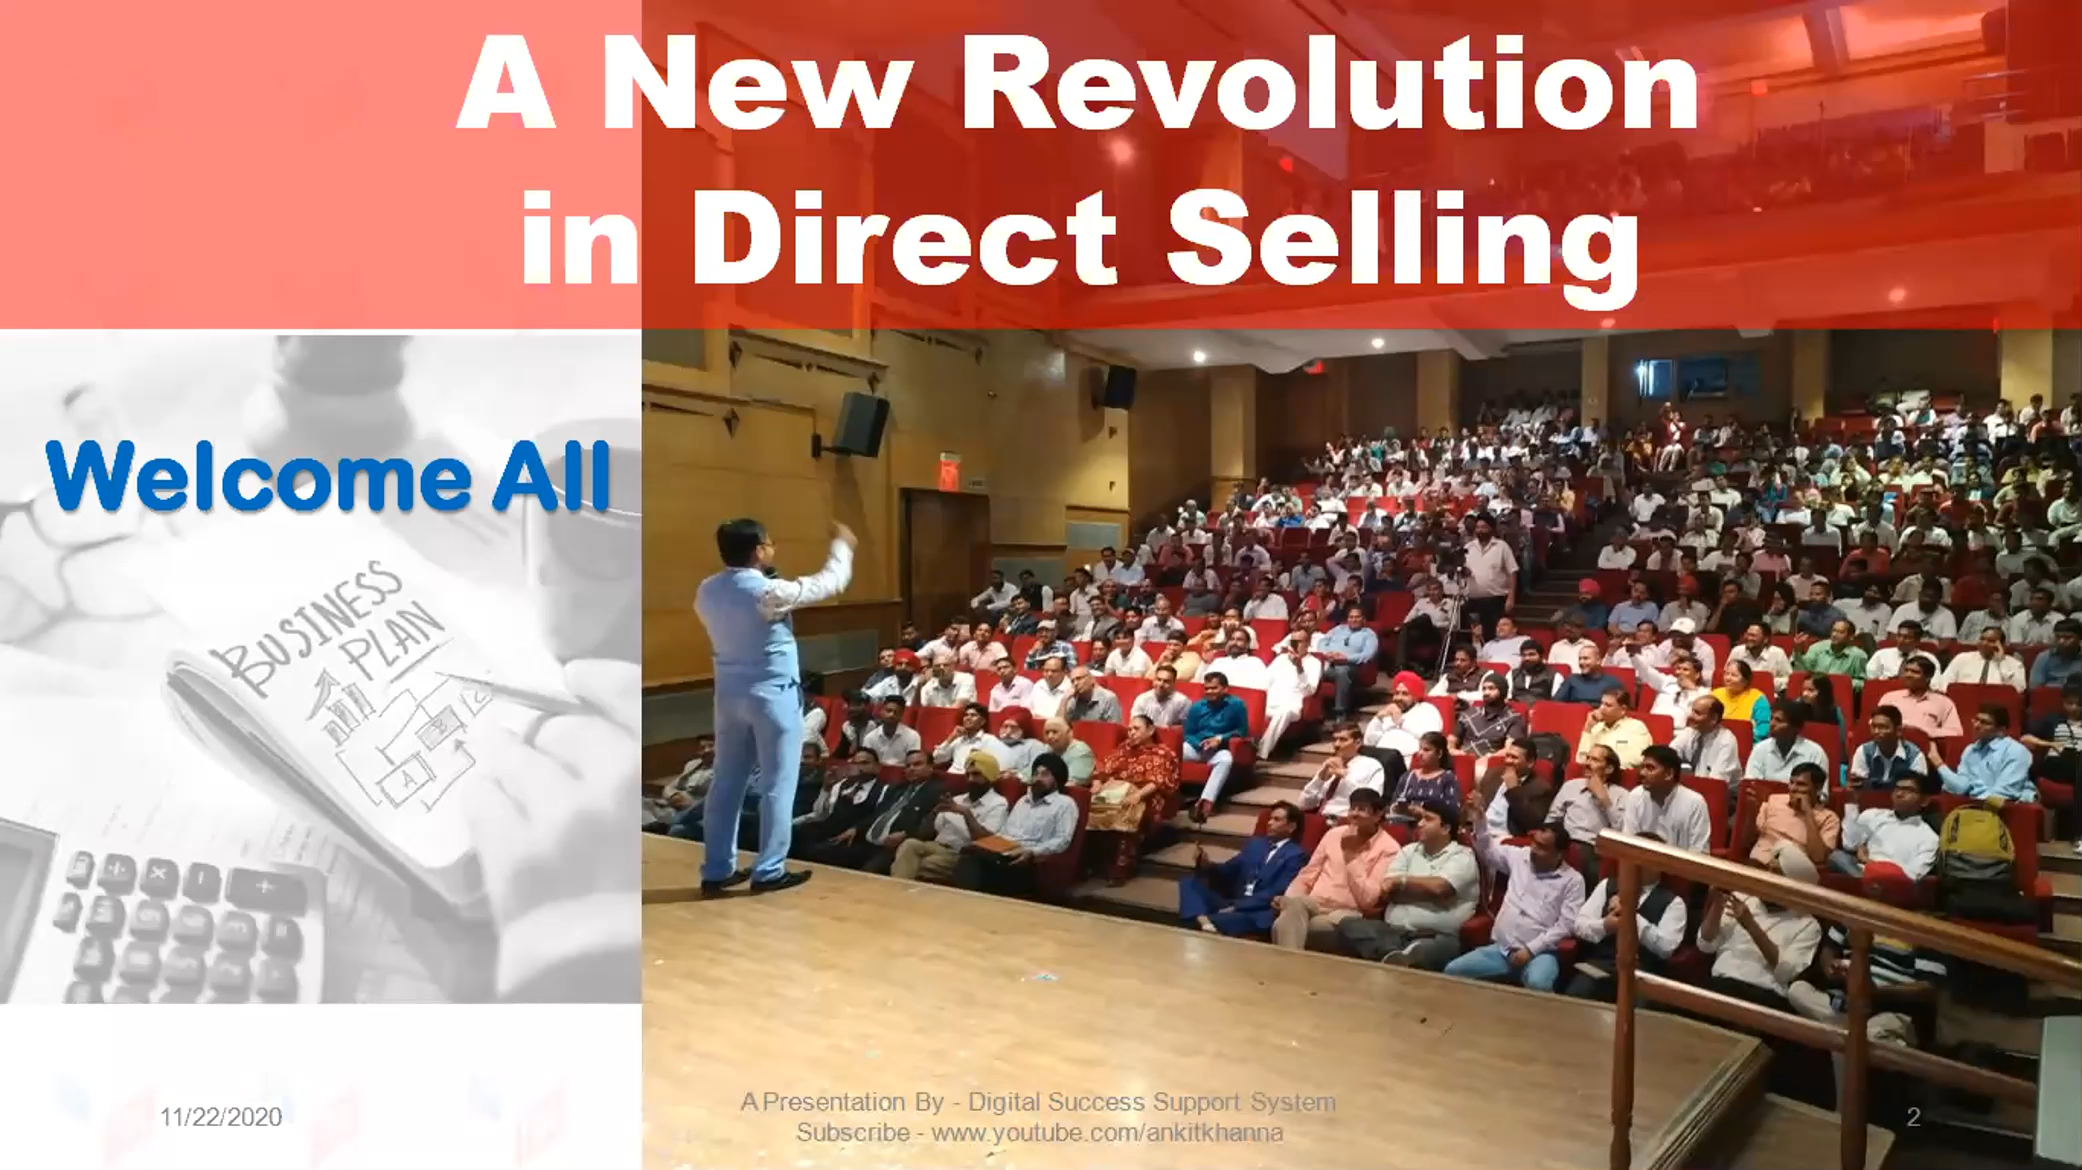 A New Revolution
in Direct Selling
Welcome All
BUSINESS
PLAN
A
B
11/22/2020
A Presentation By - Digital Success Support System
Subscribe - www.youtube.com/ankitkhanna
2